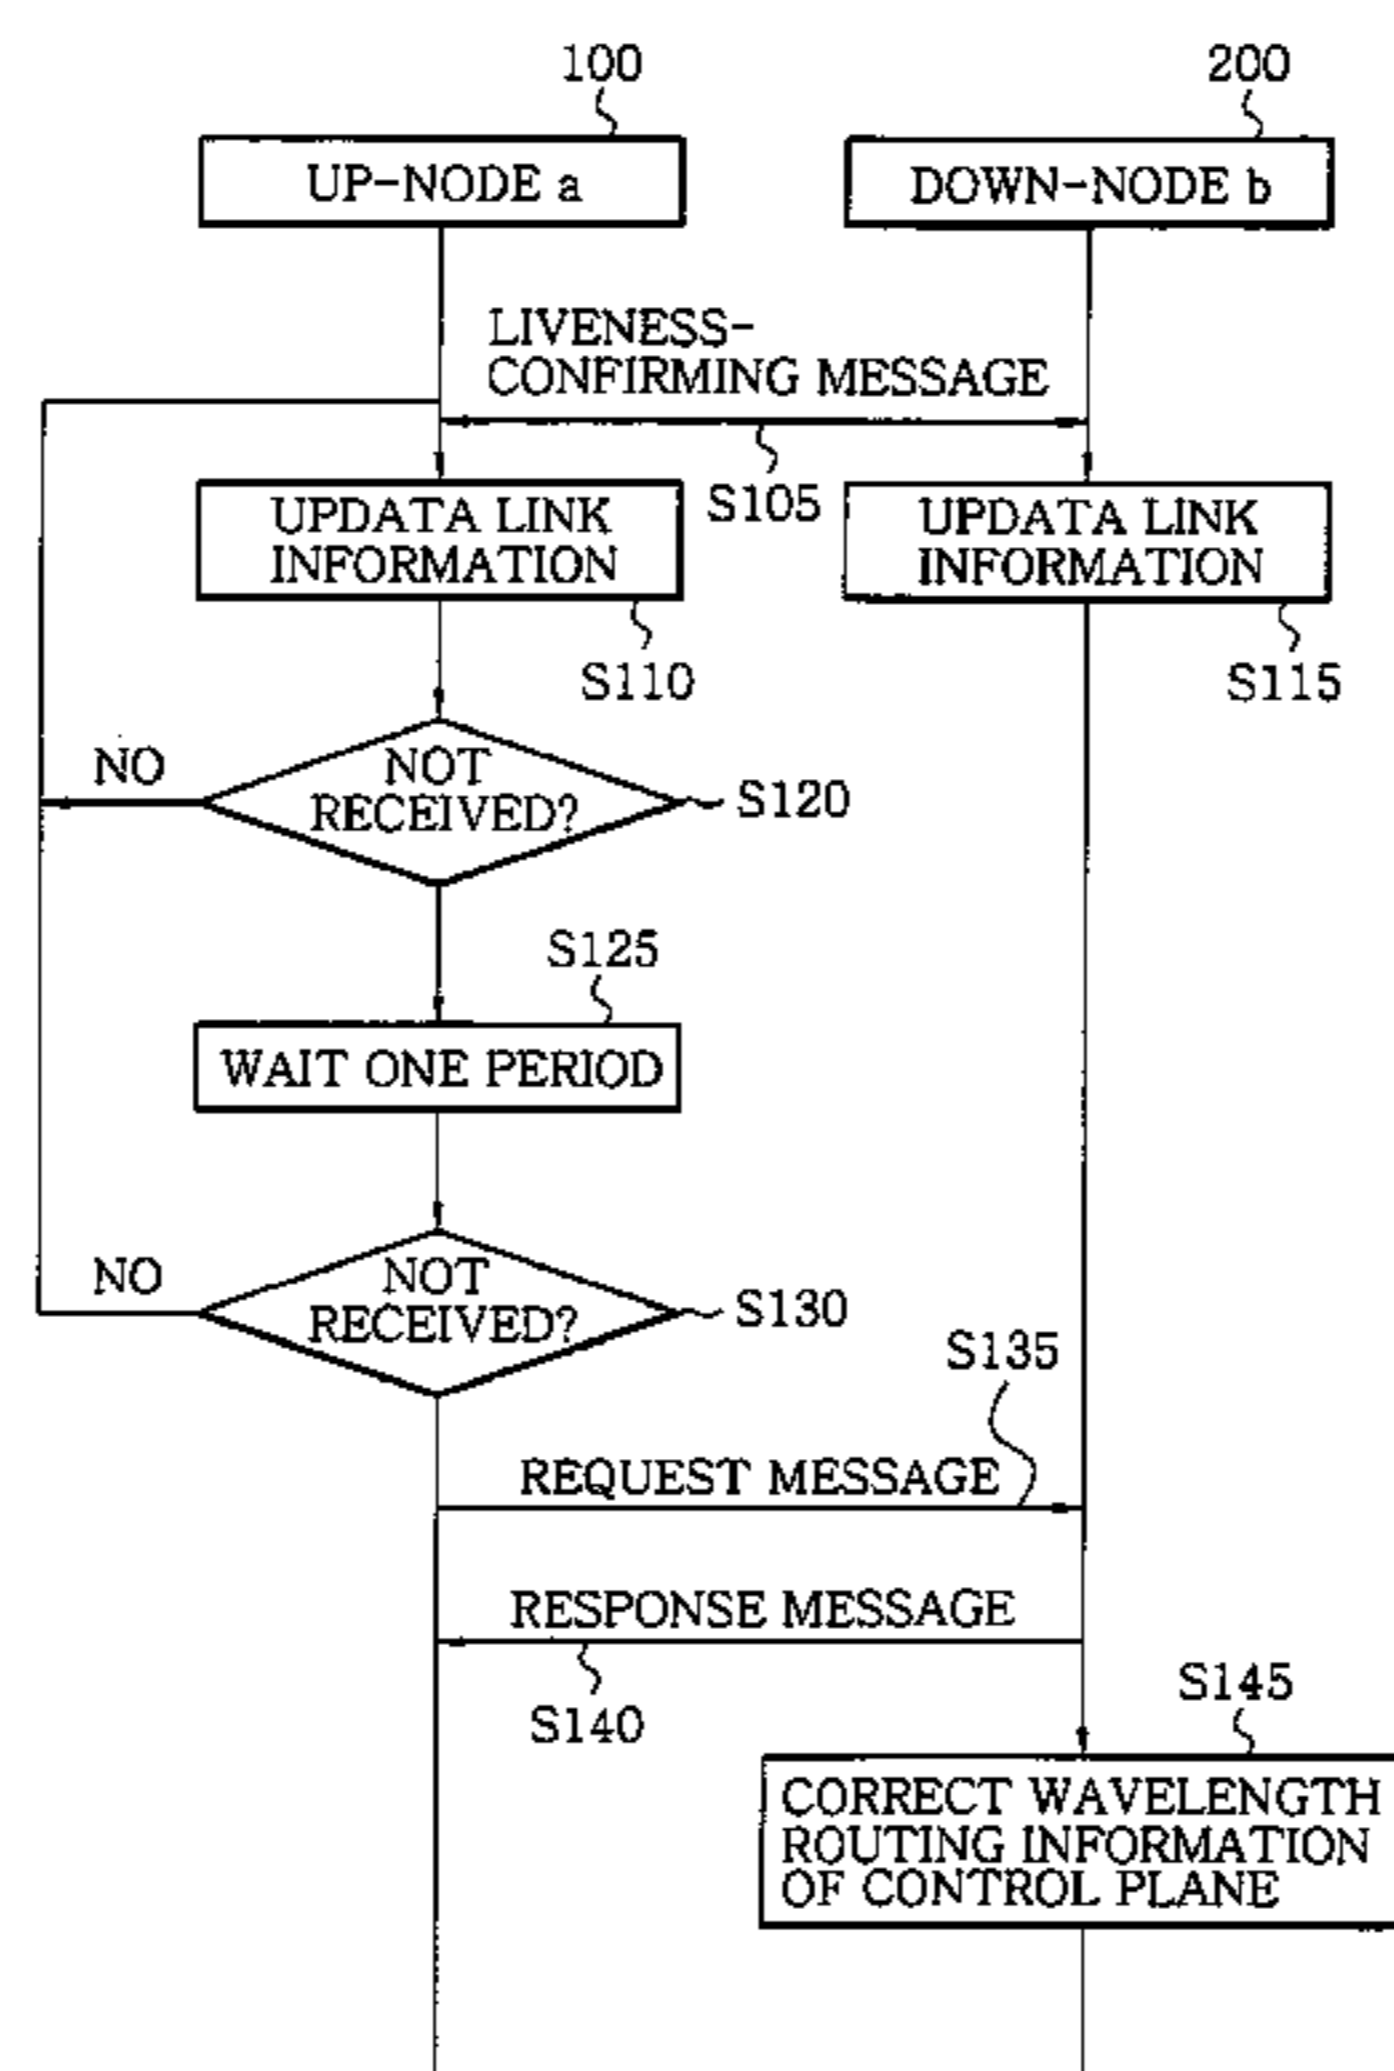 100
200
UP-NODE a
DOWN-NODE b
LIVENESS-
CONFIRMING MESSAGE
S105
UPDATA LINK
INFORMATION
UPDATA LINK
INFORMATION
S110
S115
NO
NOT
RECEIVED?
S120
S125
WAIT ONE PERIOD
NO
NOT
RECEIVED?
S130
S135
REQUEST MESSAGE
RESPONSE MESSAGE
S140
S145
CORRECT WAVELENGTH
ROUTING INFORMATION
OF CONTROL PLANE